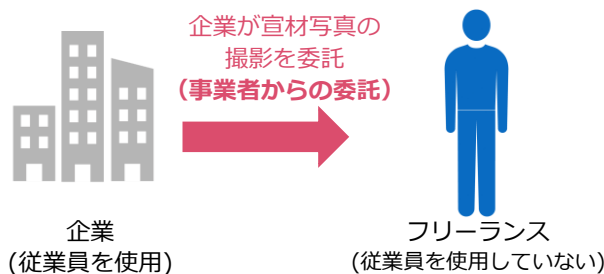 企業が宣材写真の
撮影を委託
（事業者からの委託）
企業
(従業員を使用)
フリーランス
(従業員を使用していない)